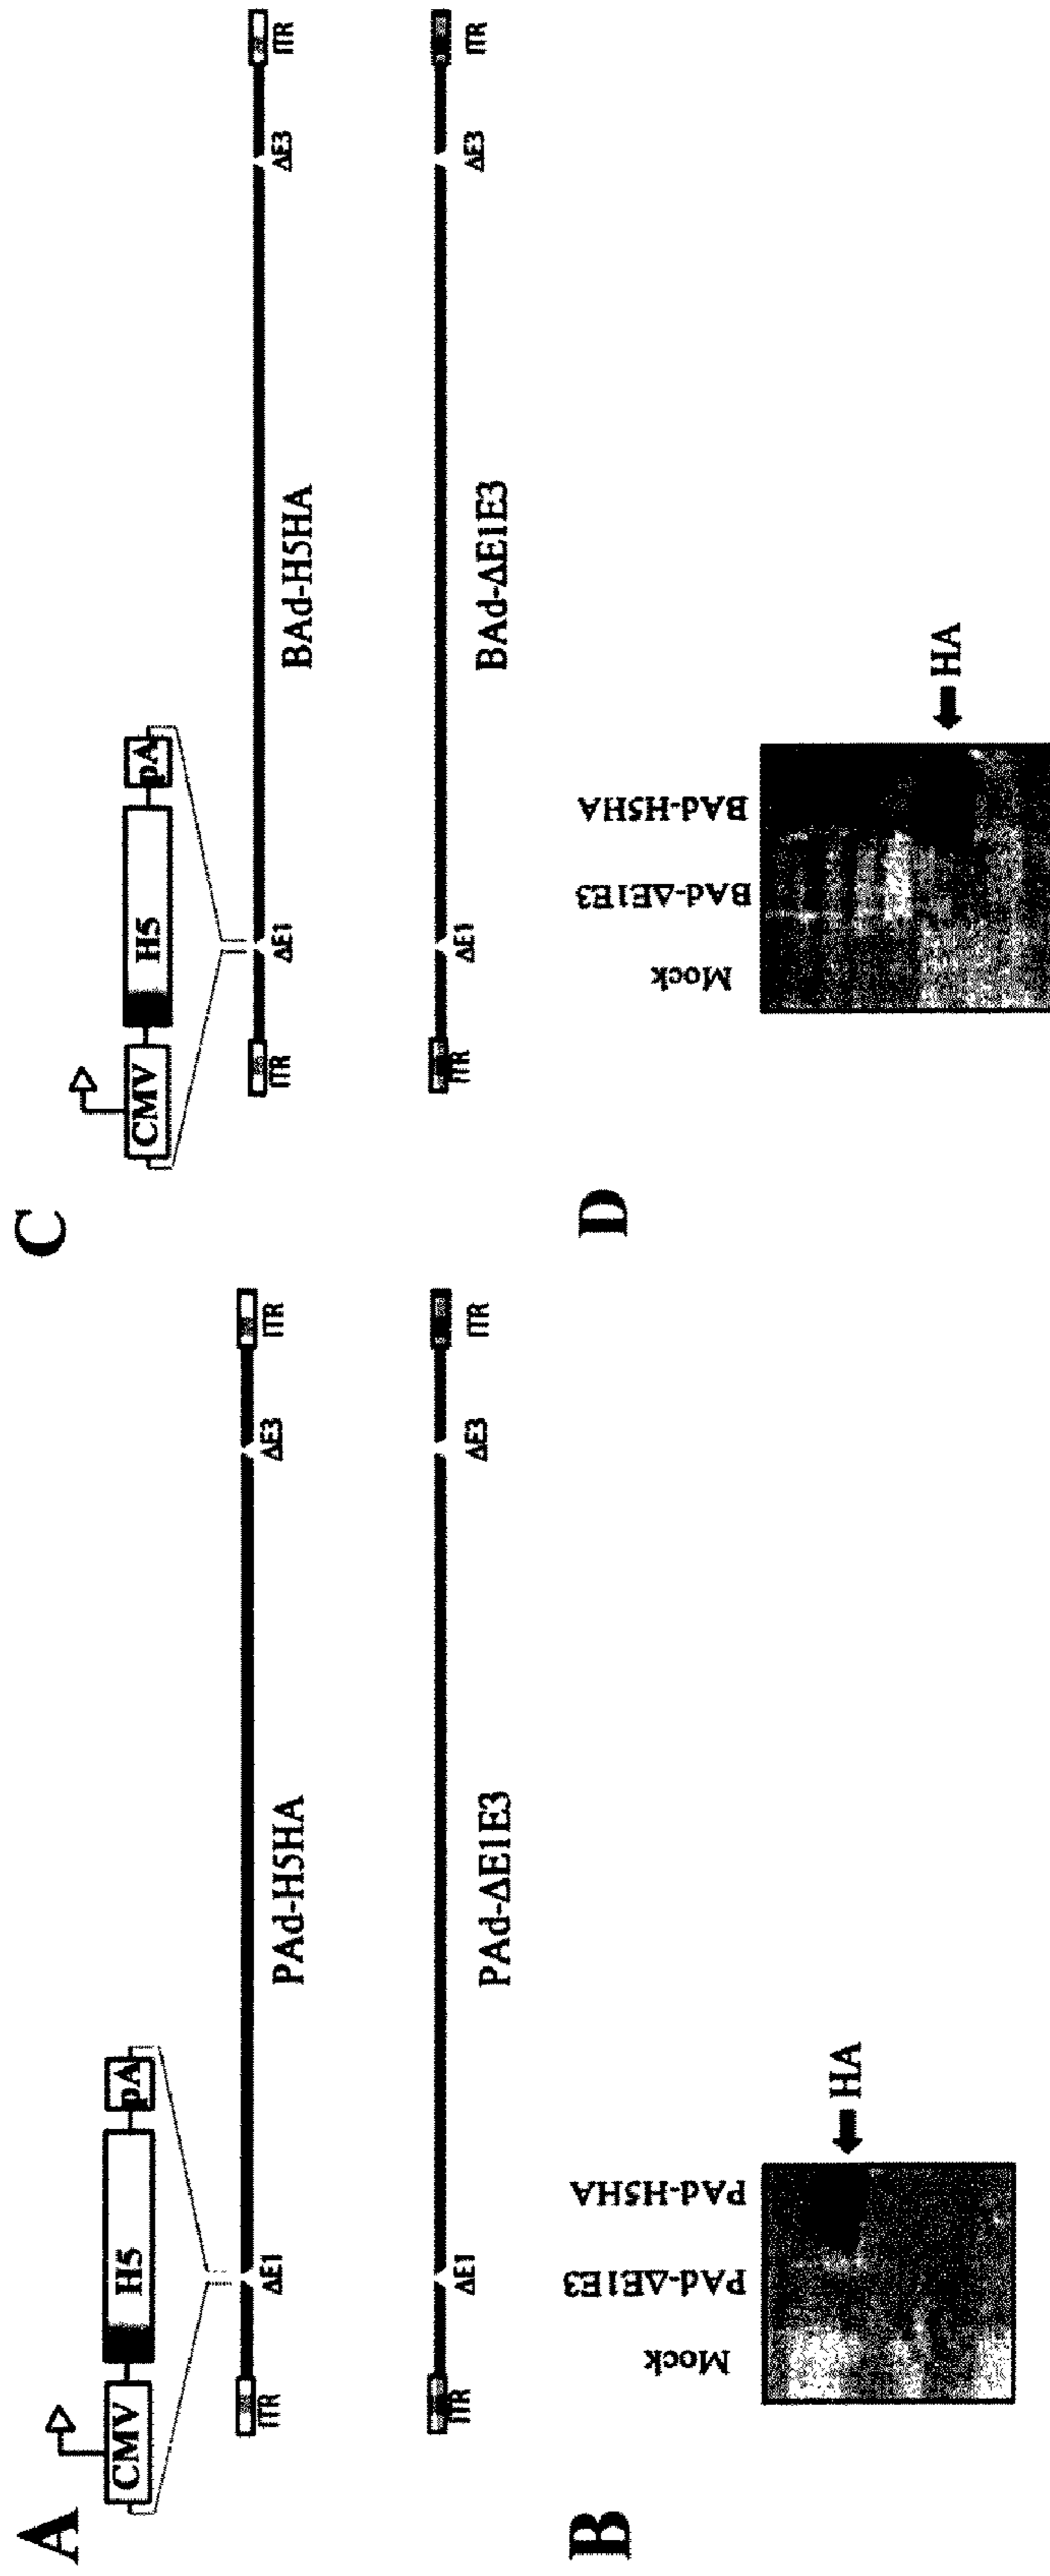 A
CMV H5 pA
ITR ΔE1 ΔE3 ITR
PAd-H5HA
ITR ΔE1 ΔE3 ITR
PAd-ΔE1E3
B
Mock PAd-ΔE1E3 PAd-H5HA
HA
C
CMV H5 pA
ITR ΔE1 ΔE3 ITR
BAd-H5HA
ITR ΔE1 ΔE3 ITR
BAd-ΔE1E3
D
Mock BAd-ΔE1E3 BAd-H5HA
HA